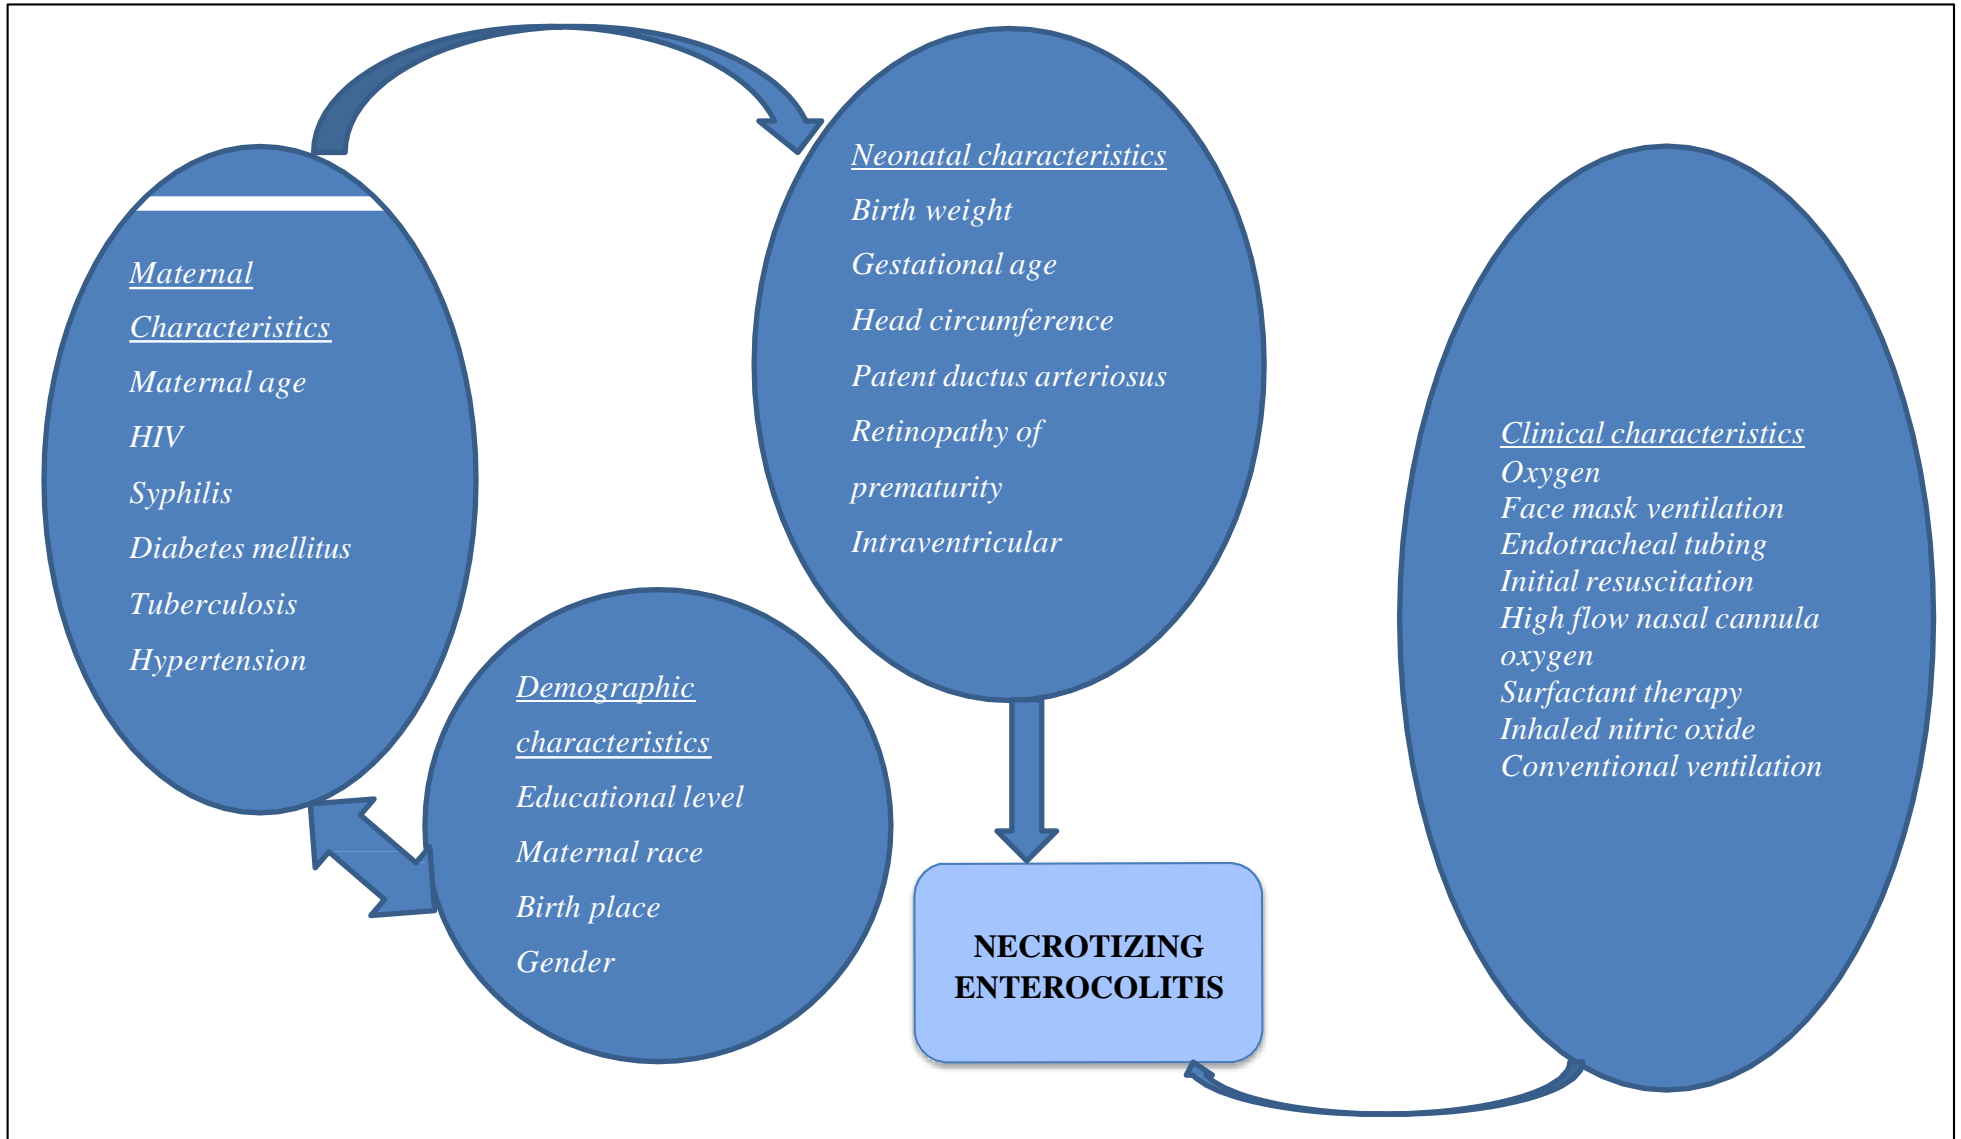 Maternal
Characteristics
Maternal age
HIV
Syphilis
Diabetes mellitus
Tuberculosis
Hypertension
Demographic
characteristics
Educational level
Maternal race
Birth place
Gender
Neonatal characteristics
Birth weight
Gestational age
Head circumference
Patent ductus arteriosus
Retinopathy of
prematurity
Intraventricular
NECROTIZING
ENTEROCOLITIS
Clinical characteristics
Oxygen
Face mask ventilation
Endotracheal tubing
Initial resuscitation
High flow nasal cannula
oxygen
Surfactant therapy
Inhaled nitric oxide
Conventional ventilation